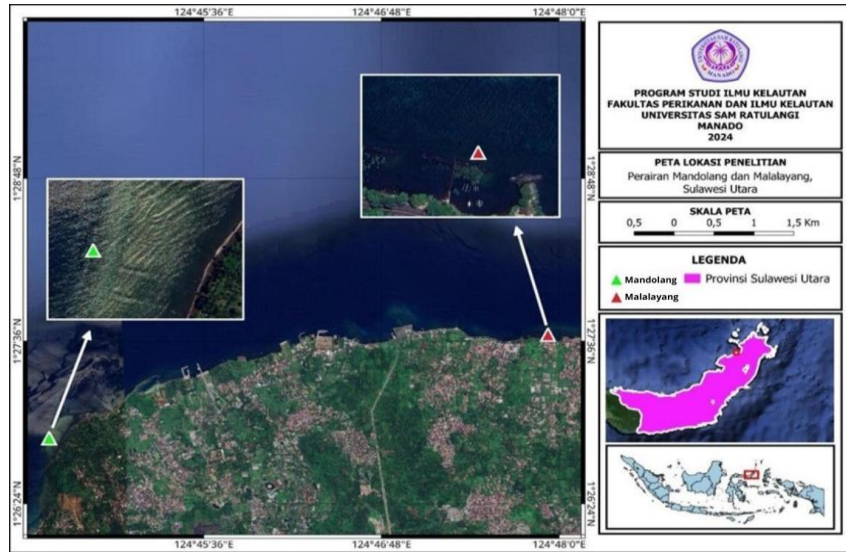 124°45'36"E 124°46'48"E 124°48'0"E
1°28'48"N
1°27'36"N
1°26'24"N
1°28'48"N
1°27'36"N
1°26'24"N
124°45'36"E 124°46'48"E 124°48'0"E
UNIVERSITAS SAM RATULANGI
MANADO
PROGRAM STUDI ILMU KELAUTAN
FAKULTAS PERIKANAN DAN ILMU KELAUTAN
UNIVERSITAS SAM RATULANGI
MANADO
2024
PETA LOKASI PENELITIAN
Perairan Mandolang dan Malalayang,
Sulawesi Utara
SKALA PETA
0,5 0 0,5 1 1,5 Km
LEGENDA
Mandolang Provinsi Sulawesi Utara
Malalayang